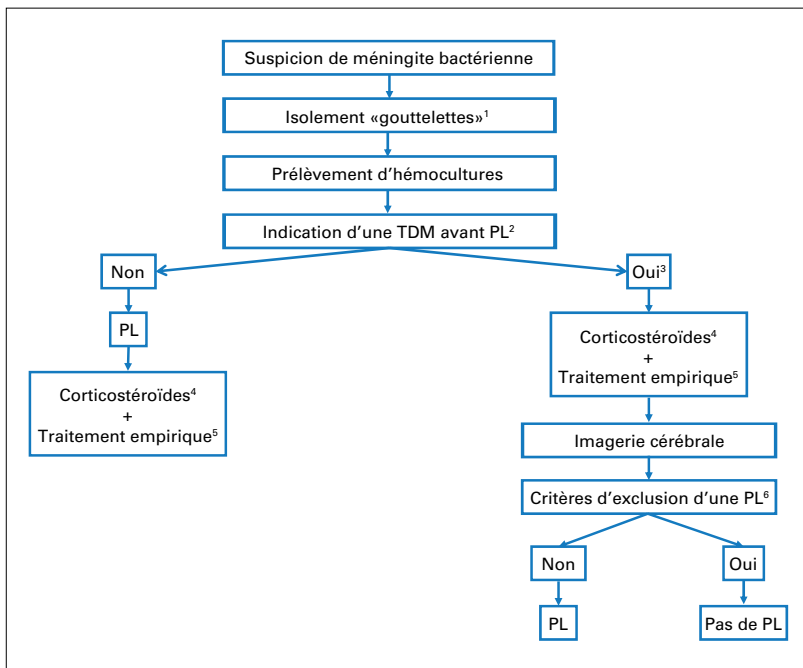 Suspicion de méningite bactérienne
Isolement «gouttelettes»¹
Prélèvement d'hémocultures
Indication d'une TDM avant PL²
Non
Oui³
PL
Corticostéroïdes⁴
+
Traitement empirique⁵
Corticostéroïdes⁴
+
Traitement empirique⁵
Imagerie cérébrale
Critères d'exclusion d'une PL⁶
Non
Oui
PL
Pas de PL